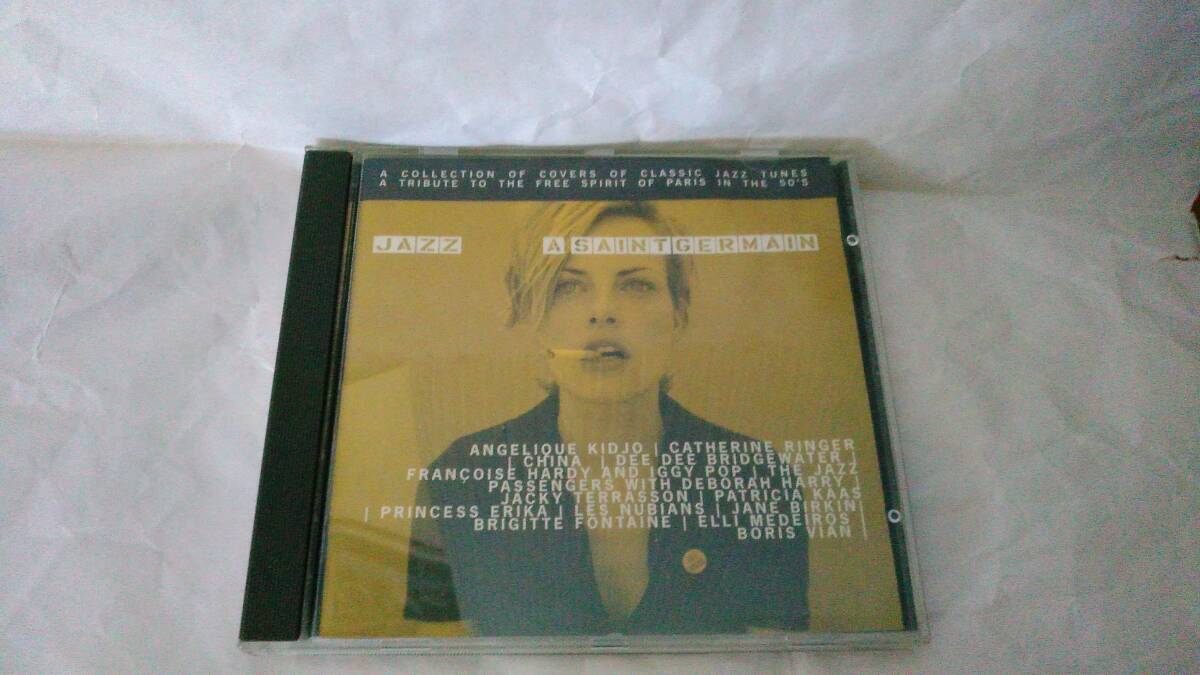 A COLLECTION OF COVERS OF CLASSIC JAZZ TUNES
A TRIBUTE TO THE FREE SPIRIT OF PARIS IN THE 50'S
JAZZ A SAINTGERMAIN
ANGELIQUE KIDJO | CATHERINE RINGER
| CHINA | DEE DEE BRIDGEWATER |
FRANÇOISE HARDY AND IGGY POP | THE JAZZ
PASSENGERS WITH DEBORAH HARRY |
JACKY TERRASSON | PATRICIA KAAS
| PRINCESS ERIKA | LES NUBIANS | JANE BIRKIN |
BRIGITTE FONTAINE | ELLI MEDEIROS |
BORIS VIAN |